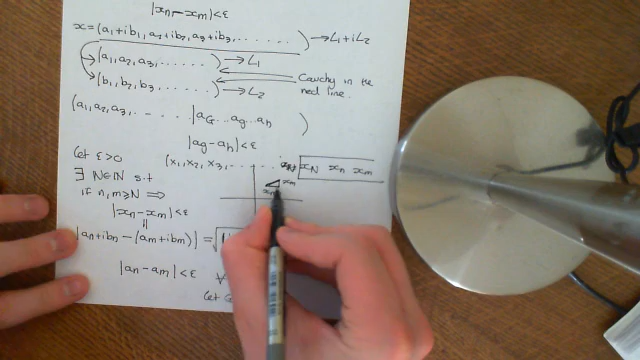 |xn-xm|<ε
x=(a1+ib1, a2+ib2, a3+ib3, ......) → L1+iL2
(a1, a2, a3, ......) → L1
(b1, b2, b3, ......) → L2
Cauchy in the
real line.
(a1, a2, a3, - - ..... |aG...ag...ah )
|ag-ah|<ε
Let ε>0
∃ N∈ℕ s.t
if n,m≥N ⟹
|xn-xm|<ε
(x1, x2, x3, ..... xN xn xm
xm
||
|an+ibn-(am+ibm)| = √
|an-am|<ε ∀
Let